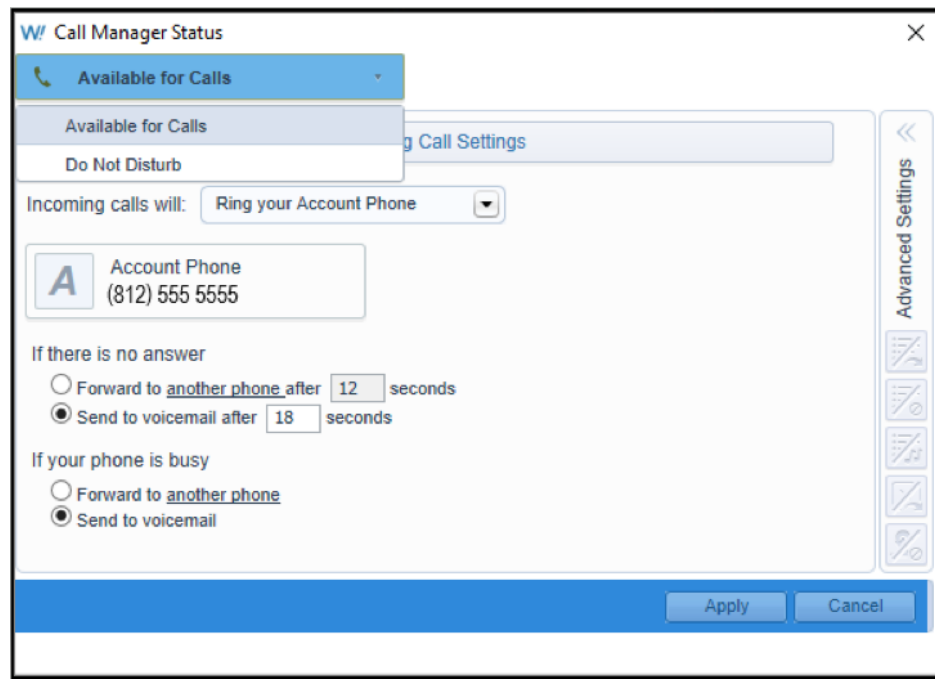 W! Call Manager Status
Available for Calls
Available for Calls
Do Not Disturb
g Call Settings
Incoming calls will: Ring your Account Phone
A Account Phone
(812) 555 5555
If there is no answer
Forward to another phone after 12 seconds
Send to voicemail after 18 seconds
If your phone is busy
Forward to another phone
Send to voicemail
Advanced Settings
Apply Cancel